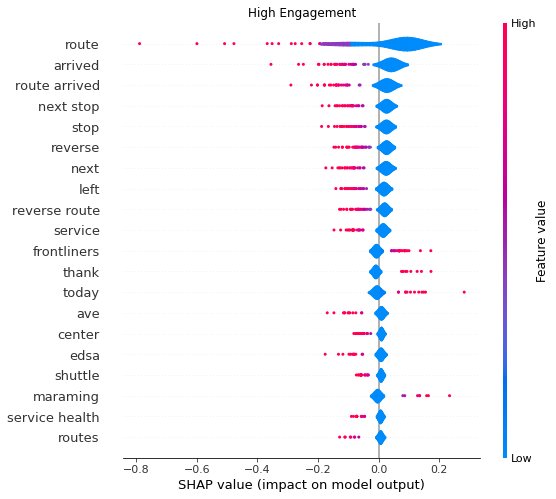 High Engagement
High
route
arrived
route arrived
next stop
stop
reverse
next
left
reverse route
service
frontliners
thank
today
ave
center
edsa
shuttle
maraming
service health
routes
Feature value
Low
−0.8 −0.6 −0.4 −0.2 0.0 0.2
SHAP value (impact on model output)